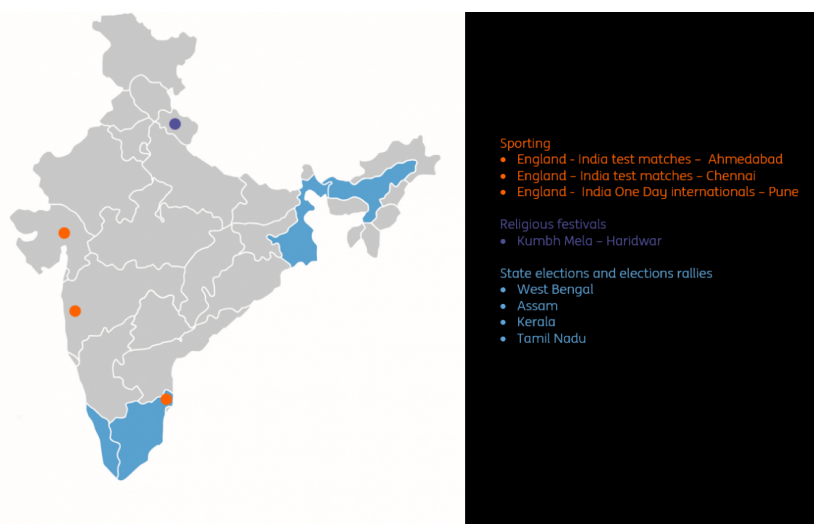 Sporting
• England - India test matches – Ahmedabad
• England – India test matches – Chennai
• England - India One Day internationals – Pune
Religious festivals
• Kumbh Mela – Haridwar
State elections and elections rallies
• West Bengal
• Assam
• Kerala
• Tamil Nadu